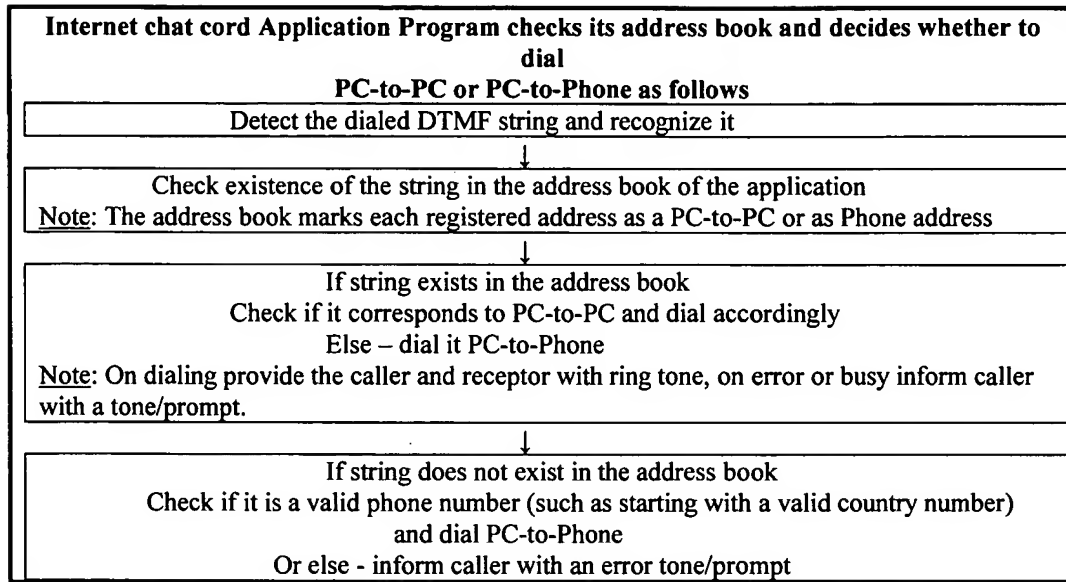 Internet chat cord Application Program checks its address book and decides whether to
dial
PC-to-PC or PC-to-Phone as follows
Detect the dialed DTMF string and recognize it
↓
Check existence of the string in the address book of the application
Note: The address book marks each registered address as a PC-to-PC or as Phone address
↓
If string exists in the address book
Check if it corresponds to PC-to-PC and dial accordingly
Else – dial it PC-to-Phone
Note: On dialing provide the caller and receptor with ring tone, on error or busy inform caller
with a tone/prompt.
↓
If string does not exist in the address book
Check if it is a valid phone number (such as starting with a valid country number)
and dial PC-to-Phone
Or else - inform caller with an error tone/prompt